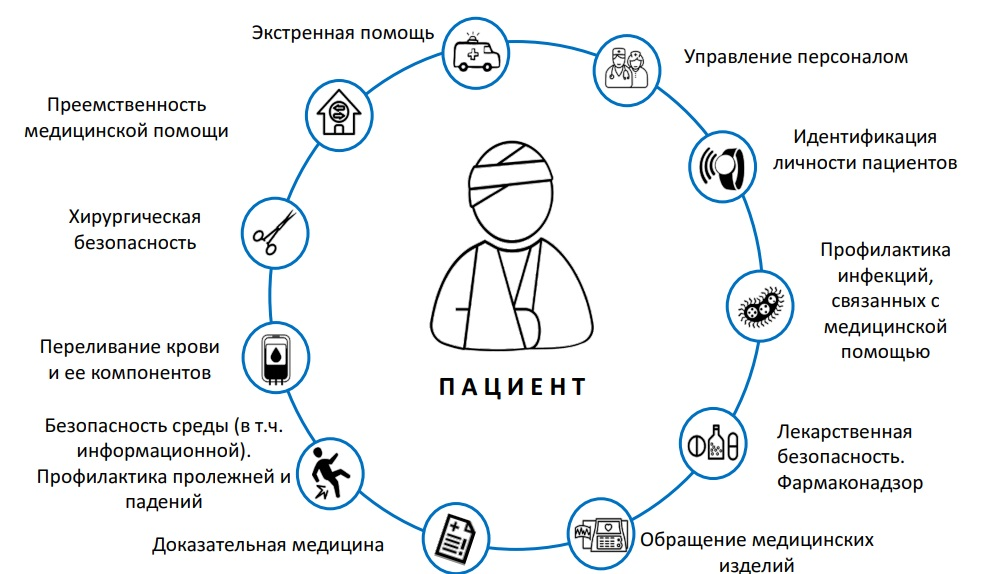 Экстренная помощь
Управление персоналом
Преемственность
медицинской помощи
Идентификация
личности пациентов
Хирургическая
безопасность
Профилактика
инфекций,
связанных с
медицинской
помощью
Переливание крови
и ее компонентов
ПАЦИЕНТ
Безопасность среды (в т.ч.
информационной).
Профилактика пролежней и
падений
Лекарственная
безопасность.
Фармаконадзор
Доказательная медицина
Обращение медицинских
изделий